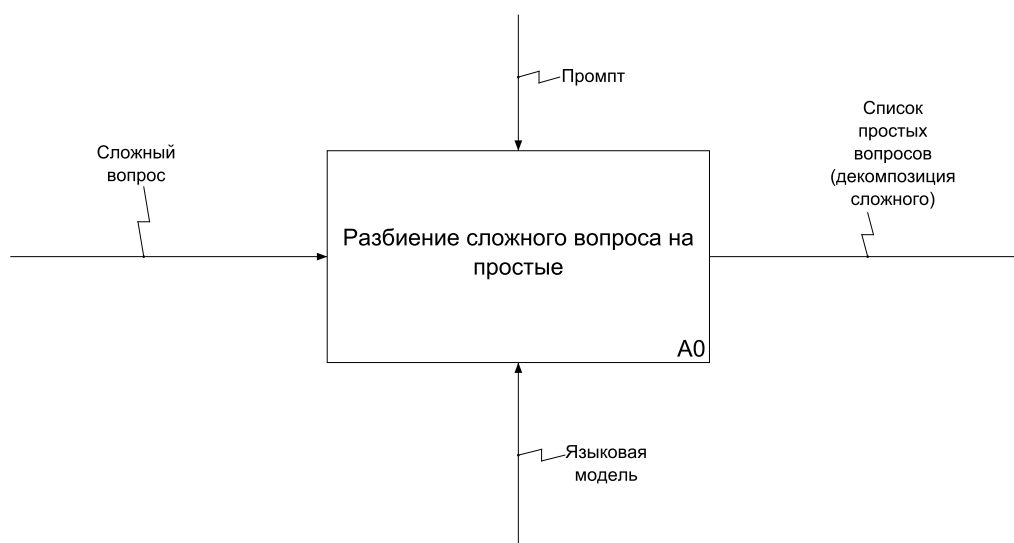 Промпт
Список
простых
вопросов
(декомпозиция
сложного)
Сложный
вопрос
Разбиение сложного вопроса на
простые
A0
Языковая
модель